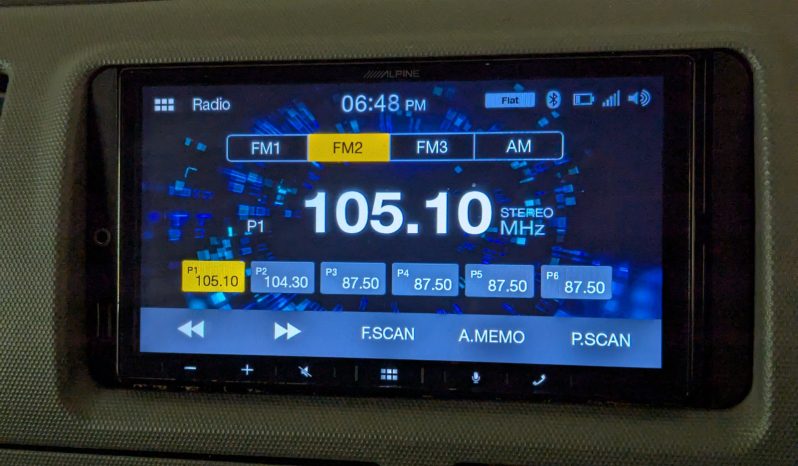 ALPINE
Radio 06:48 PM Flat
FM1 FM2 FM3 AM
P1 105.10 STEREO MHz
P1 105.10 P2 104.30 P3 87.50 P4 87.50 P5 87.50 P6 87.50
F.SCAN A.MEMO P.SCAN
− +